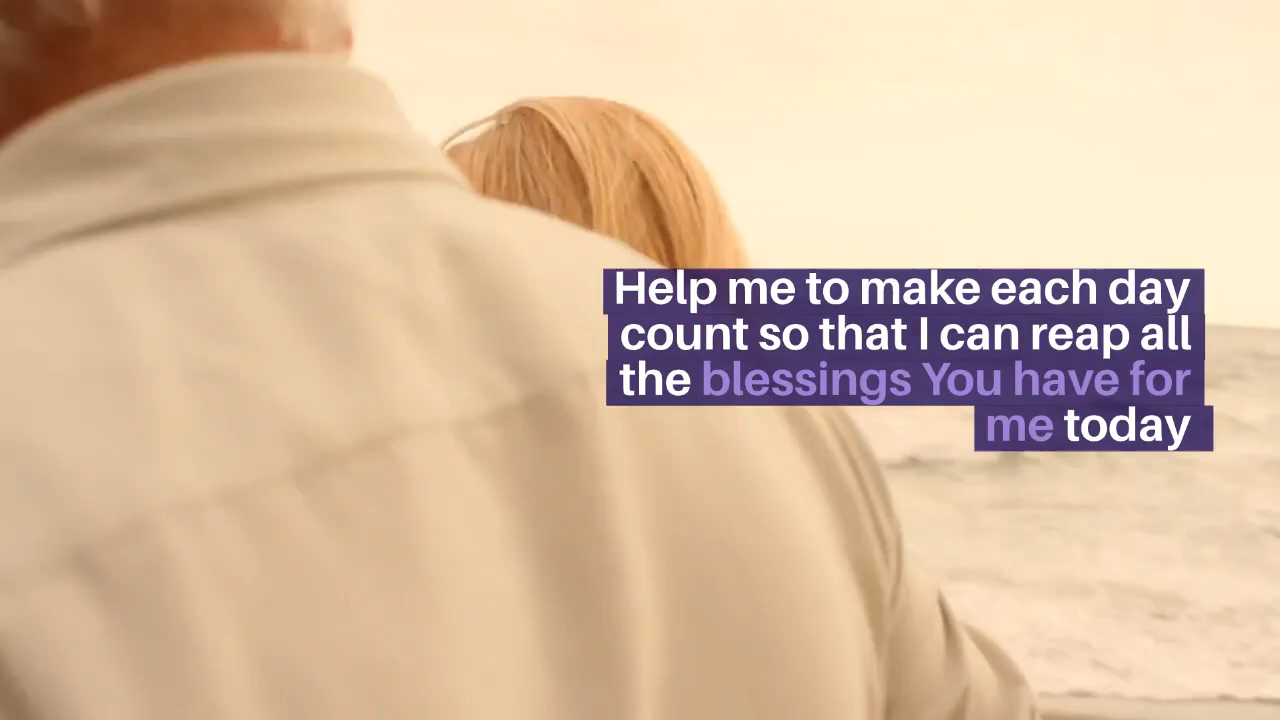 Help me to make each day
count so that I can reap all
the blessings You have for
me today